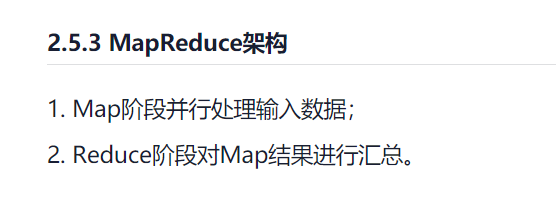 2.5.3 MapReduce架构
1. Map阶段并行处理输入数据；
2. Reduce阶段对Map结果进行汇总。